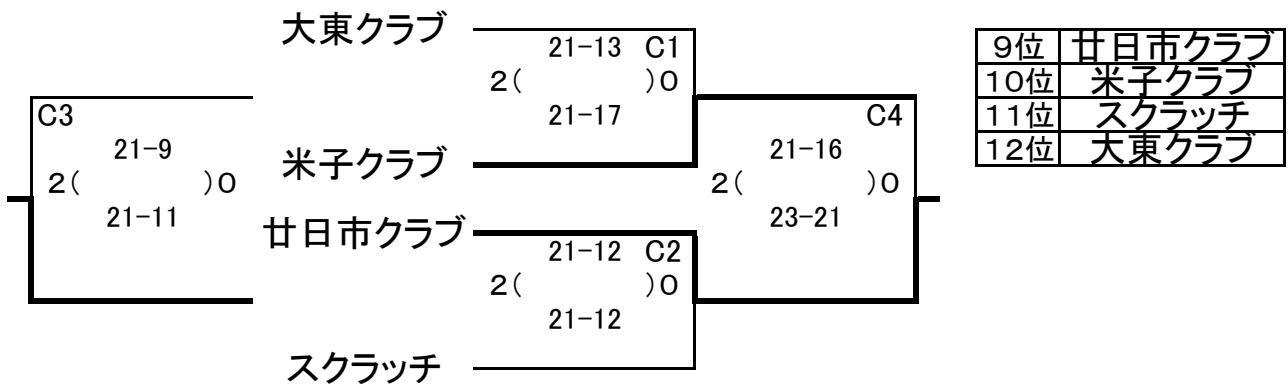 大東クラブ
21-13 C1
2( )0
21-17
米子クラブ
廿日市クラブ
21-12 C2
2( )0
21-12
スクラッチ
C3
21-9
2( )0
21-11
C4
21-16
2( )0
23-21
9位 廿日市クラブ
10位 米子クラブ
11位 スクラッチ
12位 大東クラブ